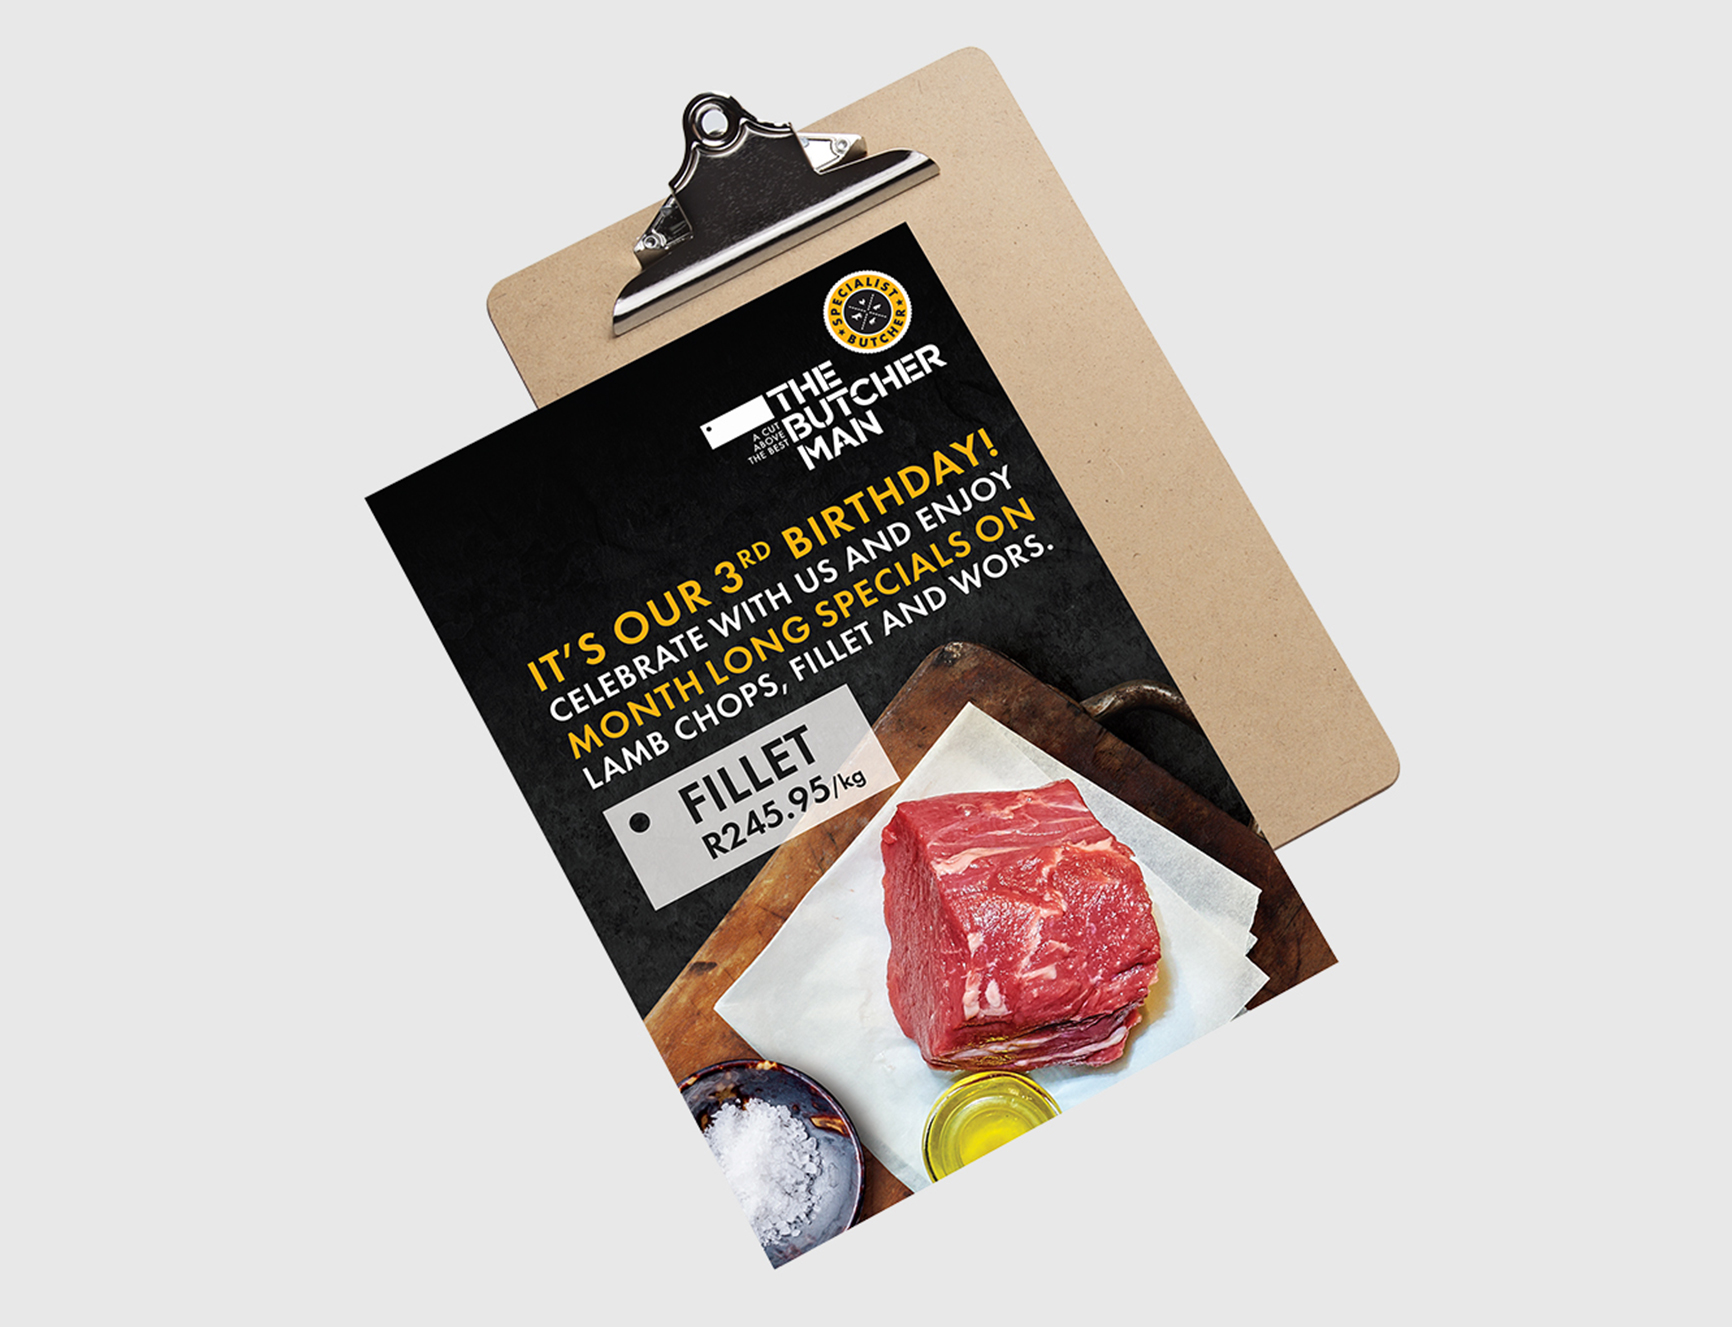 SPECIALIST
BUTCHER
THE
BUTCHER
MAN
A CUT
ABOVE
THE BEST
IT'S OUR 3RD BIRTHDAY!
CELEBRATE WITH US AND ENJOY
MONTH LONG SPECIALS ON
LAMB CHOPS, FILLET AND WORS.
FILLET
R245.95/kg